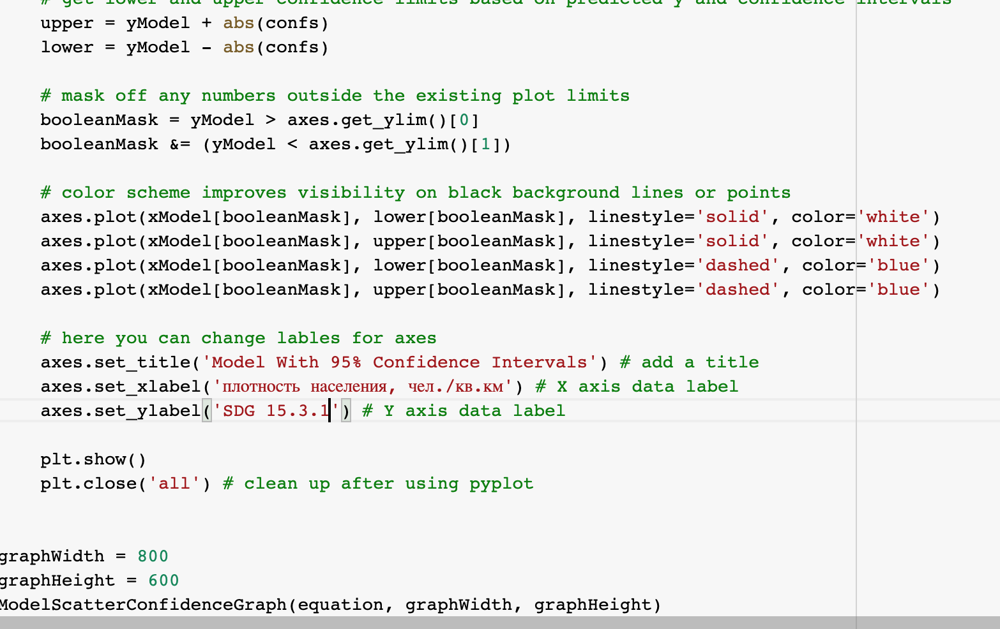 # get lower and upper confidence limits based on predicted y and confidence intervals
upper = yModel + abs(confs)
lower = yModel - abs(confs)
# mask off any numbers outside the existing plot limits
booleanMask = yModel > axes.get_ylim()[0]
booleanMask &= (yModel < axes.get_ylim()[1])
# color scheme improves visibility on black background lines or points
axes.plot(xModel[booleanMask], lower[booleanMask], linestyle='solid', color='white')
axes.plot(xModel[booleanMask], upper[booleanMask], linestyle='solid', color='white')
axes.plot(xModel[booleanMask], lower[booleanMask], linestyle='dashed', color='blue')
axes.plot(xModel[booleanMask], upper[booleanMask], linestyle='dashed', color='blue')
# here you can change lables for axes
axes.set_title('Model With 95% Confidence Intervals') # add a title
axes.set_xlabel('плотность населения, чел./кв.км') # X axis data label
axes.set_ylabel('SDG 15.3.1') # Y axis data label
plt.show()
plt.close('all') # clean up after using pyplot
graphWidth = 800
graphHeight = 600
ModelScatterConfidenceGraph(equation, graphWidth, graphHeight)